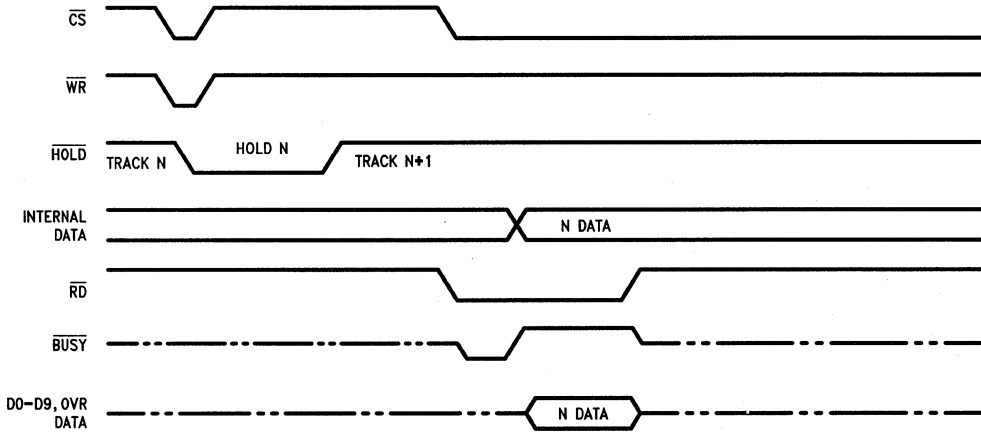 CS
WR
HOLD
TRACK N
HOLD N
TRACK N+1
INTERNAL
DATA
N DATA
RD
BUSY
D0-D9, OVR
DATA
N DATA